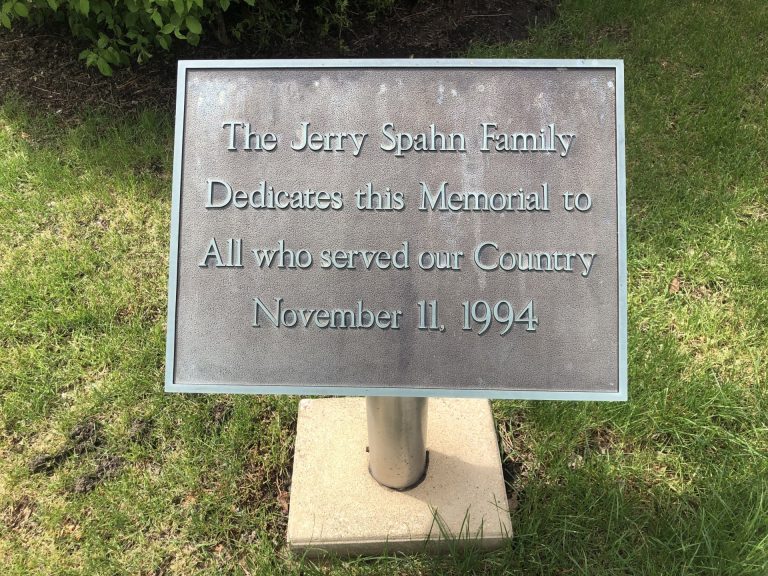 The Jerry Spahn Family
Dedicates this Memorial to
All who served our Country
November 11, 1994